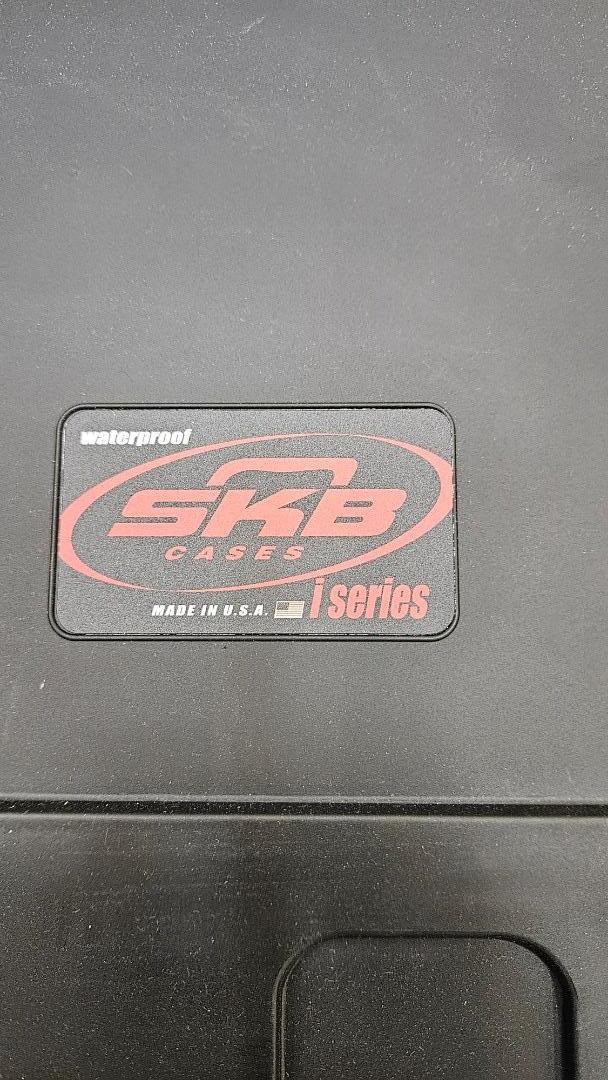 waterproof
SKB
CASES
MADE IN U.S.A. i series